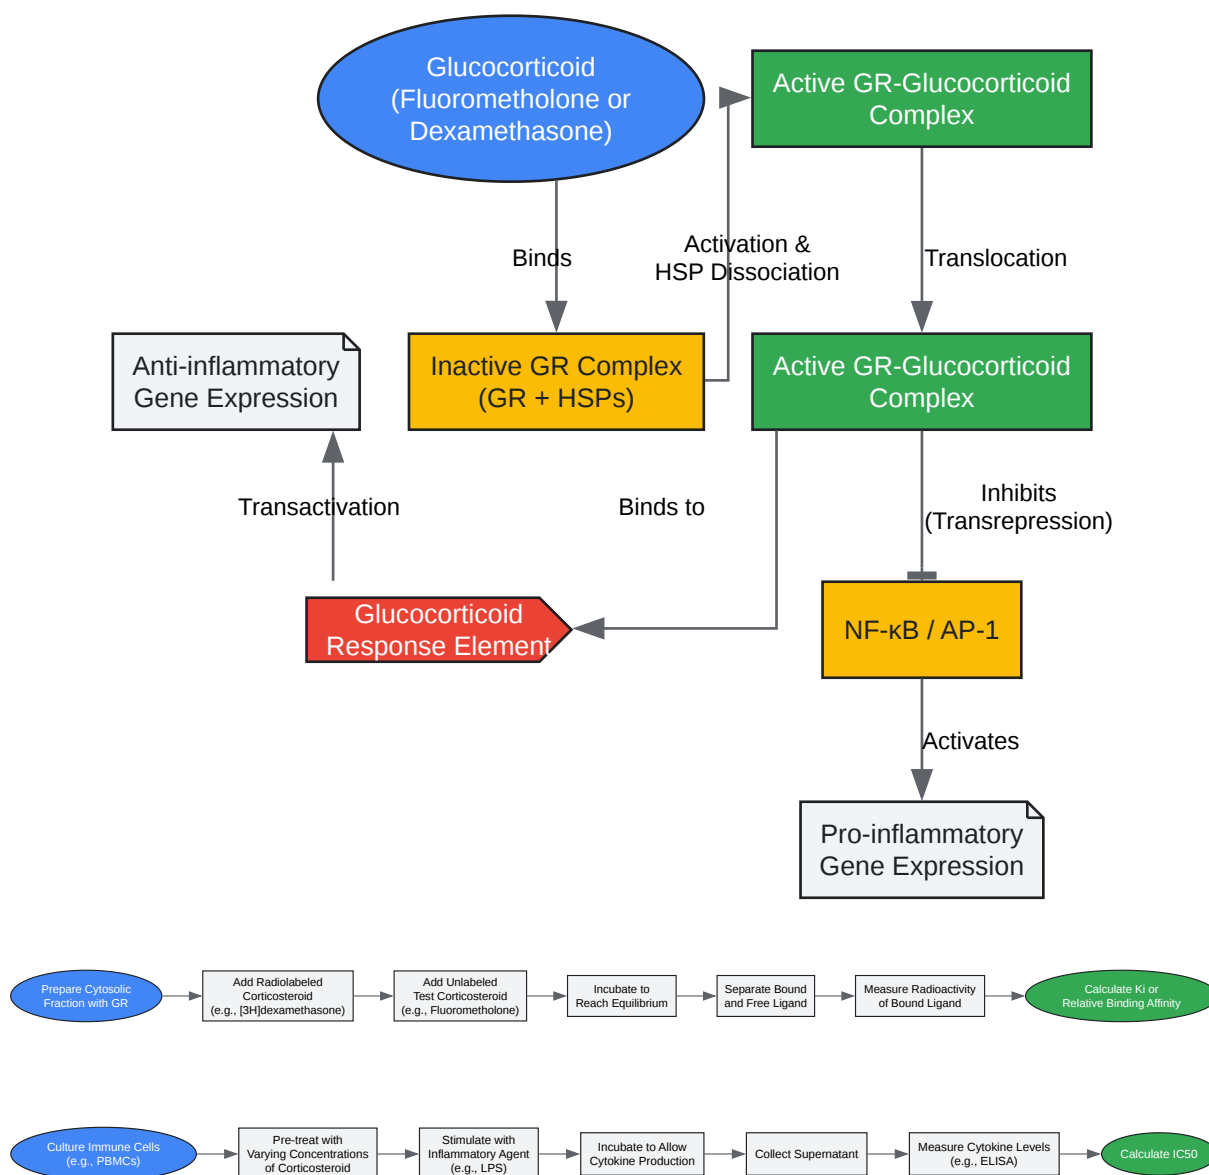 Glucocorticoid
(Fluorometholone or
Dexamethasone)
Active GR-Glucocorticoid
Complex
Binds
Activation &
HSP Dissociation
Translocation
Anti-inflammatory
Gene Expression
Inactive GR Complex
(GR + HSPs)
Active GR-Glucocorticoid
Complex
Transactivation
Binds to
Inhibits
(Transrepression)
Glucocorticoid
Response Element
NF-κB / AP-1
Activates
Pro-inflammatory
Gene Expression
Prepare Cytosolic
Fraction with GR
Add Radiolabeled
Corticosteroid
(e.g., [3H]dexamethasone)
Add Unlabeled
Test Corticosteroid
(e.g., Fluorometholone)
Incubate to
Reach Equilibrium
Separate Bound
and Free Ligand
Measure Radioactivity
of Bound Ligand
Calculate Ki or
Relative Binding Affinity
Culture Immune Cells
(e.g., PBMCs)
Pre-treat with
Varying Concentrations
of Corticosteroid
Stimulate with
Inflammatory Agent
(e.g., LPS)
Incubate to Allow
Cytokine Production
Collect Supernatant
Measure Cytokine Levels
(e.g., ELISA)
Calculate IC50